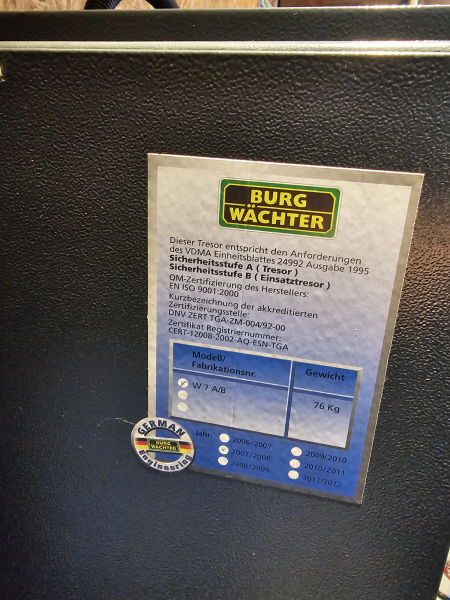 BURG
WÄCHTER
Dieser Tresor entspricht den Anforderungen
des VDMA Einheitsblattes 24992 Ausgabe 1995
Sicherheitsstufe A ( Tresor )
Sicherheitsstufe B ( Einsatztresor )
QM-Zertifizierung des Herstellers:
EN ISO 9001:2000
Kurzbezeichnung der akkreditierten
Zertifizierungsstelle:
DNV ZERT TGA-ZM-004/92-00
Zertifikat Registriernummer:
CERT-12008-2002-AQ-ESN-TGA
Modell/
Fabrikationsnr.
Gewicht
W 7 A/B
76 Kg
Jahr:
2006/2007
2007/2008
2008/2009
2009/2010
2010/2011
2011/2012
GERMAN
BURG
WÄCHTER
Engineering